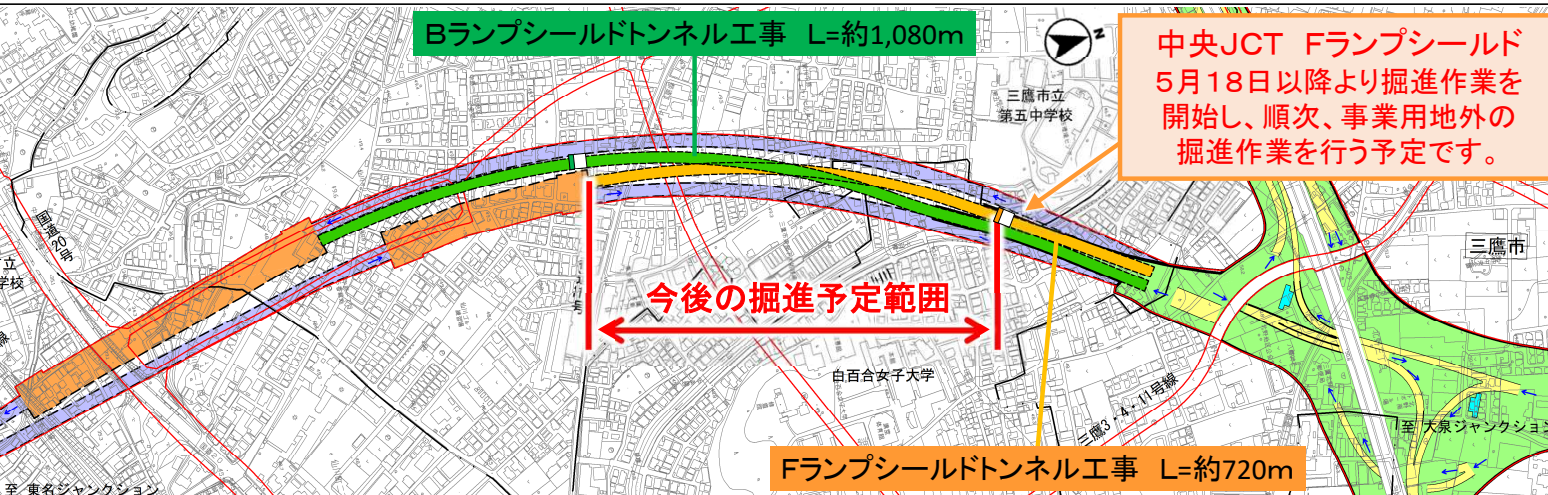 Bランプシールドトンネル工事 L=約1,080m
N
中央JCT Fランプシールド
5月18日以降より掘進作業を
開始し、順次、事業用地外の
掘進作業を行う予定です。
三鷹市立
第五中学校
国道20号
立
学校
三鷹市
今後の掘進予定範囲
白百合女子大学
三鷹3・4・11号線
至 大泉ジャンクション
Fランプシールドトンネル工事 L=約720m
至 東名ジャンクション